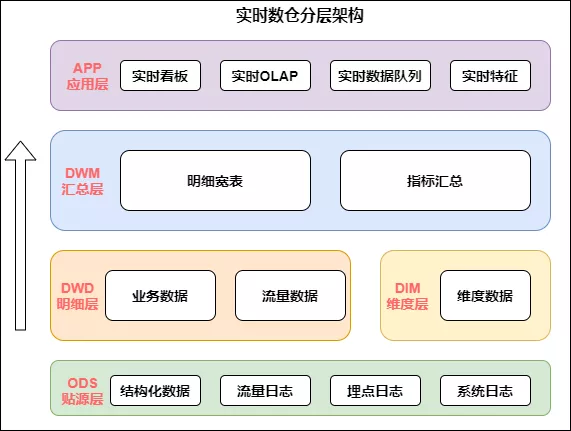 实时数仓分层架构
APP
应用层
实时看板
实时OLAP
实时数据队列
实时特征
DWM
汇总层
明细宽表
指标汇总
DWD
明细层
业务数据
流量数据
DIM
维度层
维度数据
ODS
贴源层
结构化数据
流量日志
埋点日志
系统日志